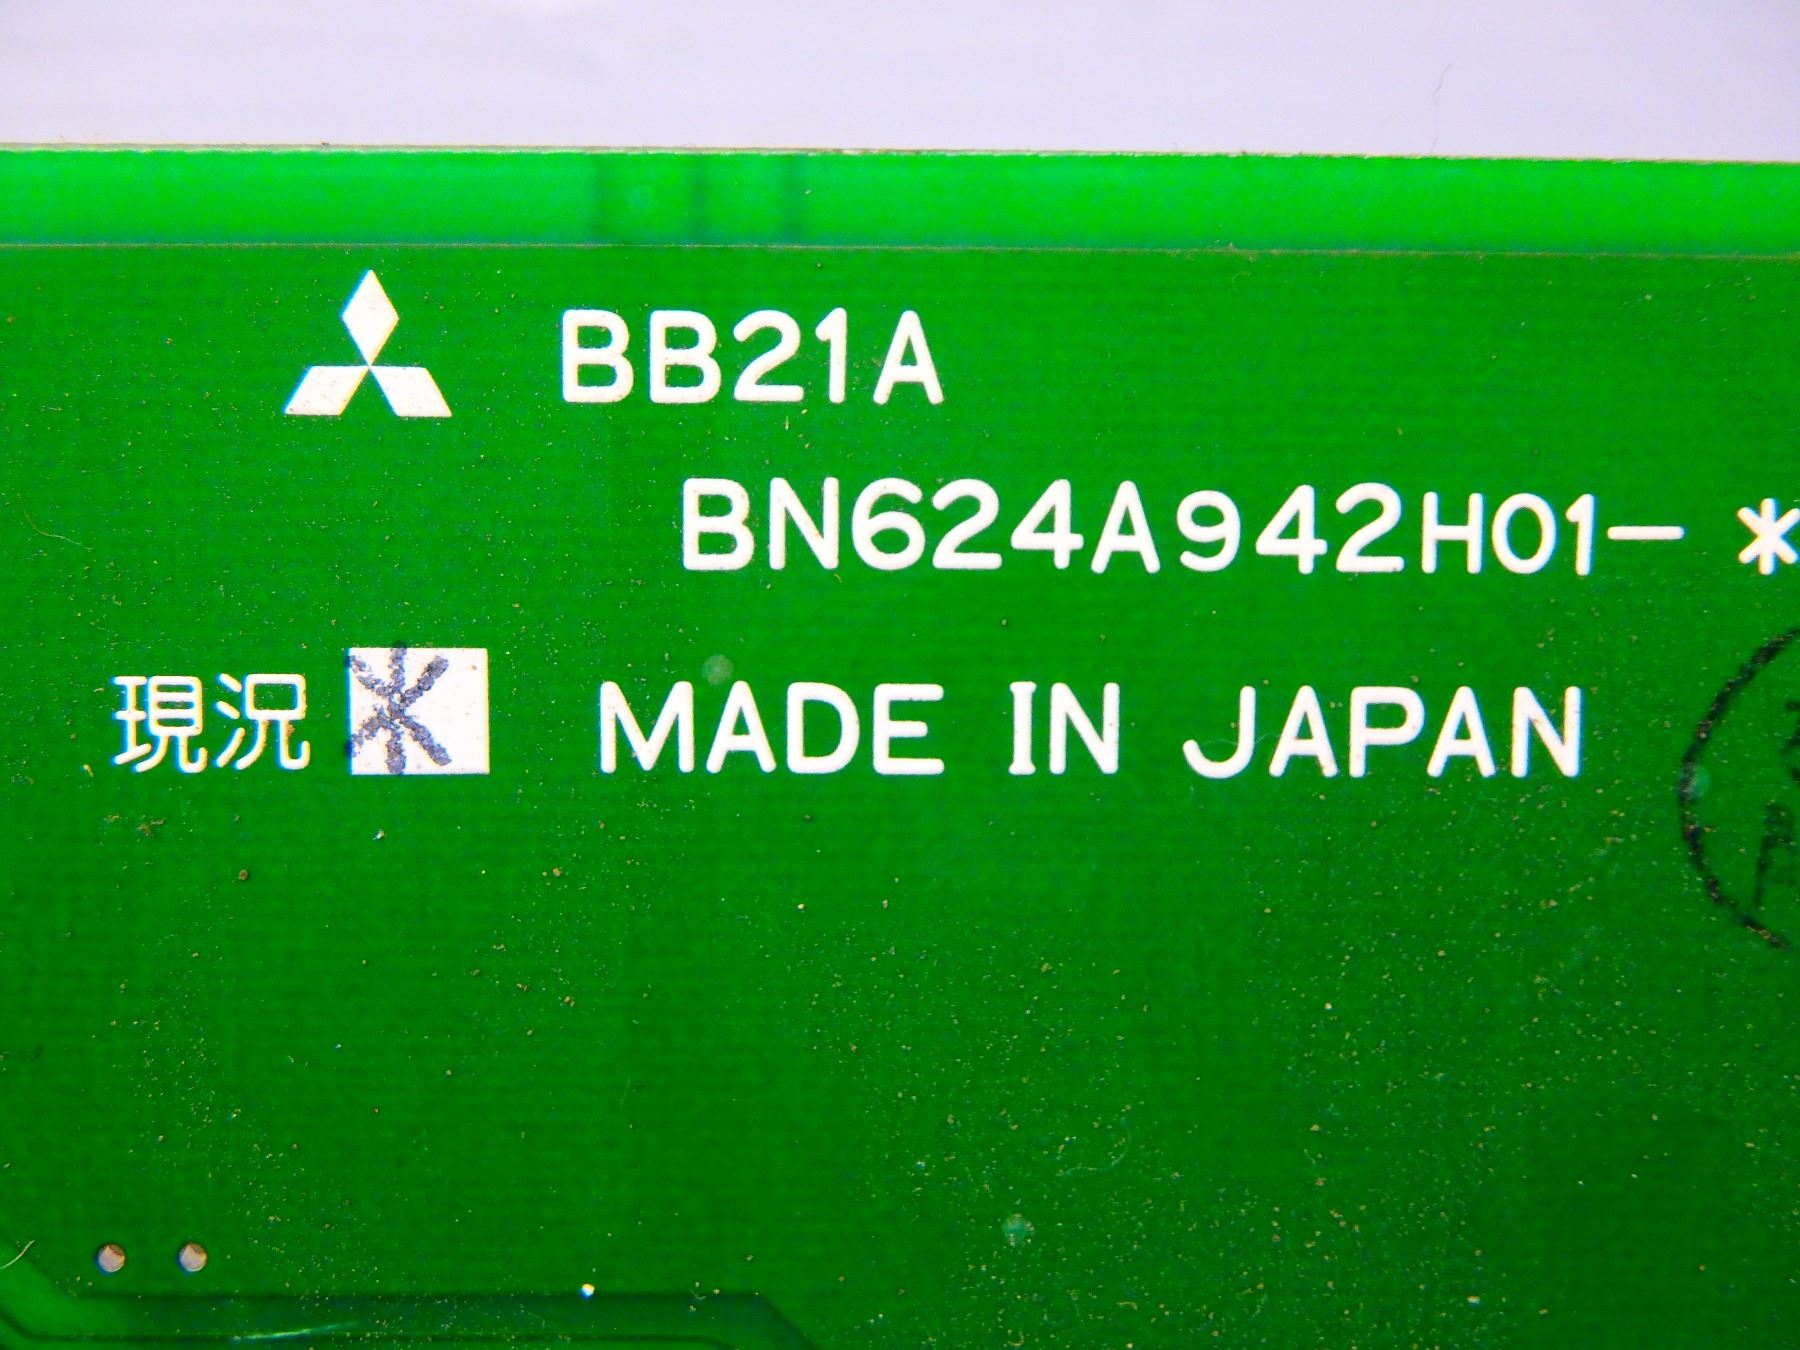 BB21A
BN624A942H01- *
現況 K MADE IN JAPAN